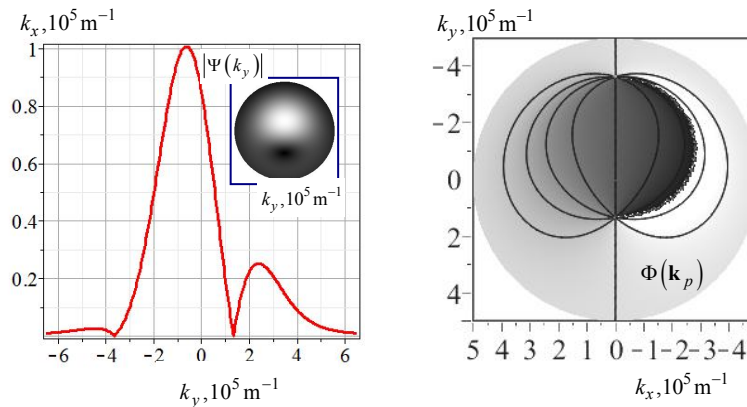 k_x, 10^5 m^-1
1
0.8
0.6
0.4
0.2
-6 -4 -2 0 2 4 6
k_y, 10^5 m^-1
|Ψ(k_y)|
k_y, 10^5 m^-1
k_y, 10^5 m^-1
-4
-2
0
2
4
Φ(k_p)
5 4 3 2 1 0 -1 -2 -3 -4
k_x, 10^5 m^-1